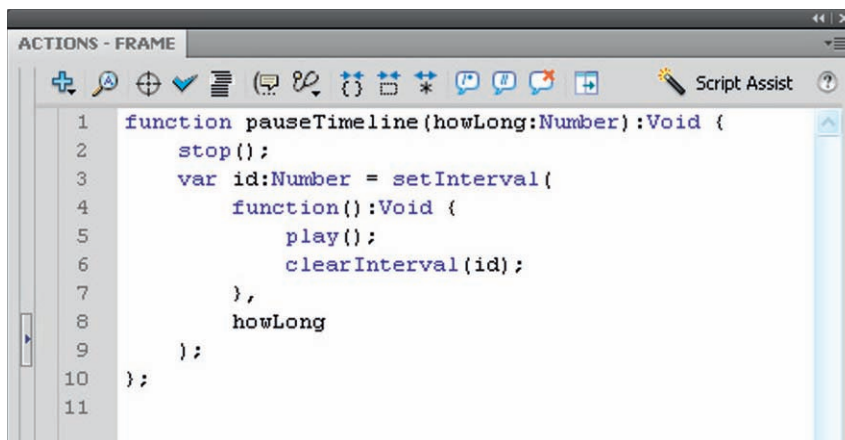 ACTIONS - FRAME
Script Assist
1 function pauseTimeline(howLong:Number):Void {
2 stop();
3 var id:Number = setInterval(
4 function():Void {
5 play();
6 clearInterval(id);
7 },
8 howLong
9 );
10 };
11